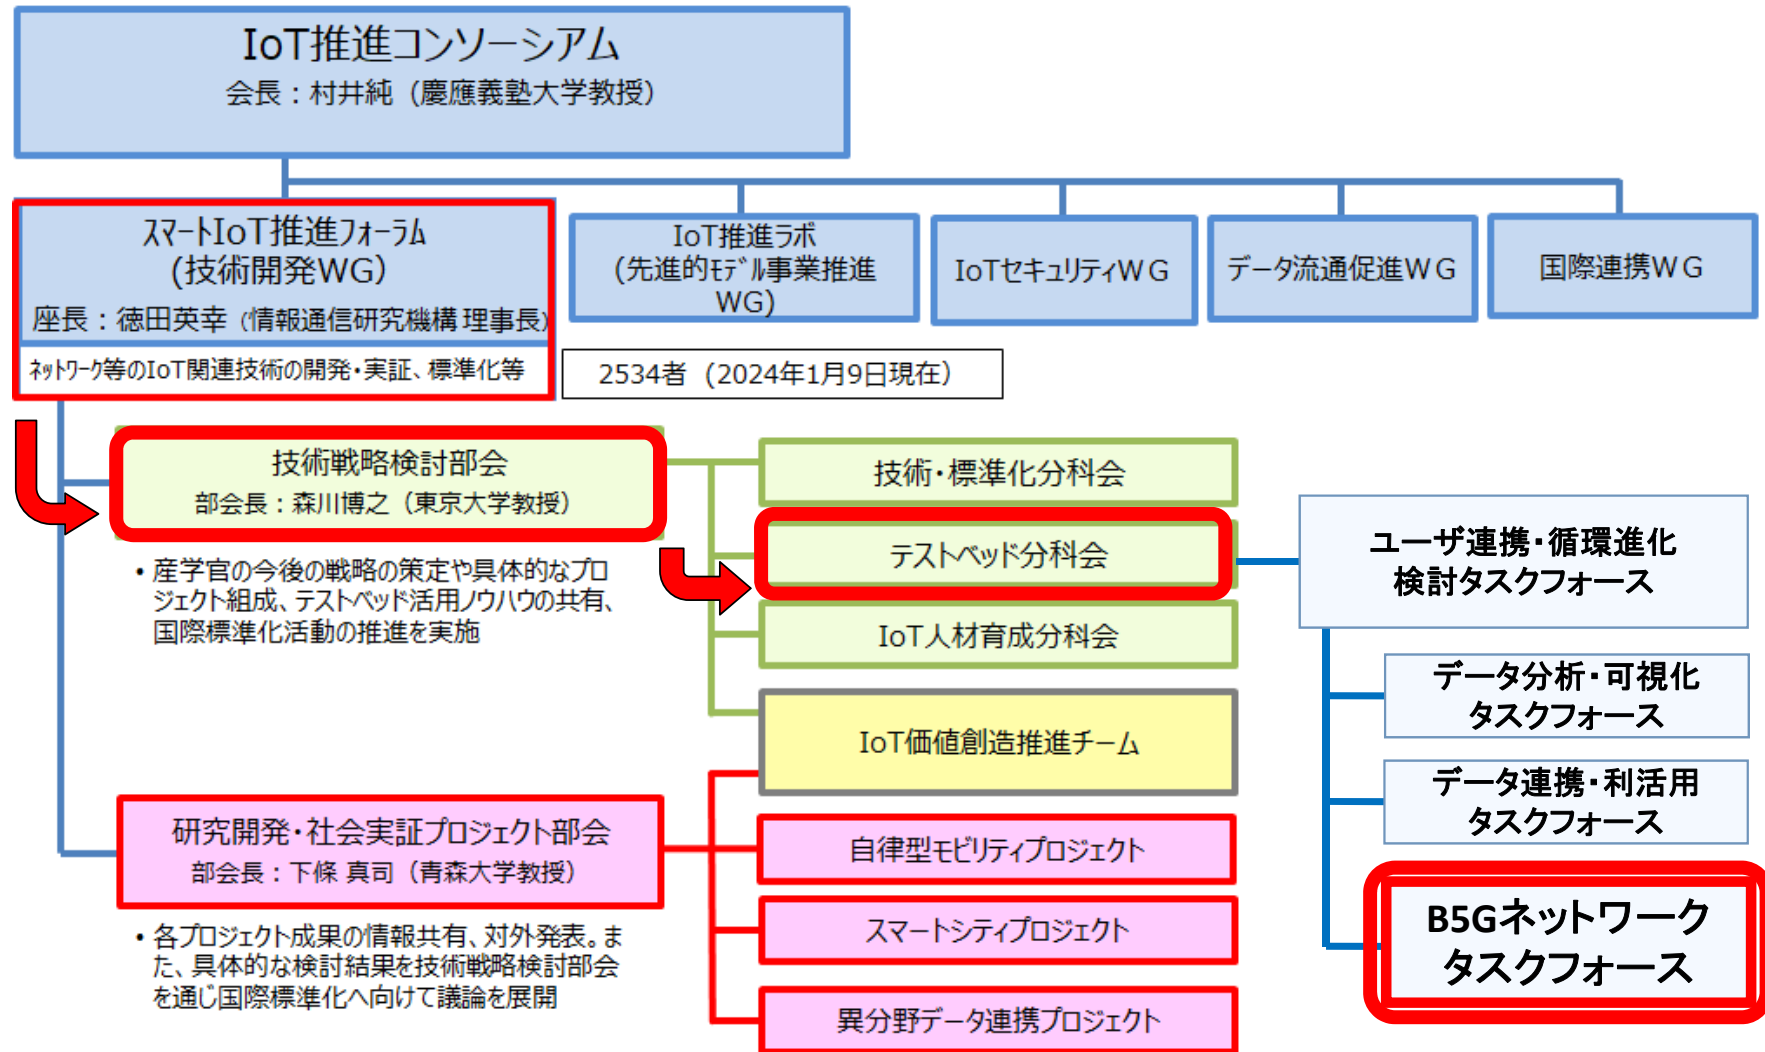 IoT推進コンソーシアム
会長：村井純（慶應義塾大学教授）
ｽﾏｰﾄIoT推進ﾌｫｰﾗﾑ
(技術開発WG)
座長：徳田英幸（情報通信研究機構 理事長）
ﾈｯﾄﾜｰｸ等のIoT関連技術の開発・実証、標準化等
IoT推進ラボ
(先進的ﾓﾃﾞﾙ事業推進
WG)
IoTセキュリティＷＧ
データ流通促進ＷＧ
国際連携ＷＧ
2534者（2024年1月9日現在）
技術戦略検討部会
部会長：森川博之（東京大学教授）
・産学官の今後の戦略の策定や具体的なプロ
ジェクト組成、テストベッド活用ノウハウの共有、
国際標準化活動の推進を実施
技術・標準化分科会
テストベッド分科会
IoT人材育成分科会
IoT価値創造推進チーム
ユーザ連携・循環進化
検討タスクフォース
データ分析・可視化
タスクフォース
データ連携・利活用
タスクフォース
B5Gネットワーク
タスクフォース
研究開発・社会実証プロジェクト部会
部会長：下條 真司（青森大学教授）
・各プロジェクト成果の情報共有、対外発表。ま
た、具体的な検討結果を技術戦略検討部会
を通じ国際標準化へ向けて議論を展開
自律型モビリティプロジェクト
スマートシティプロジェクト
異分野データ連携プロジェクト